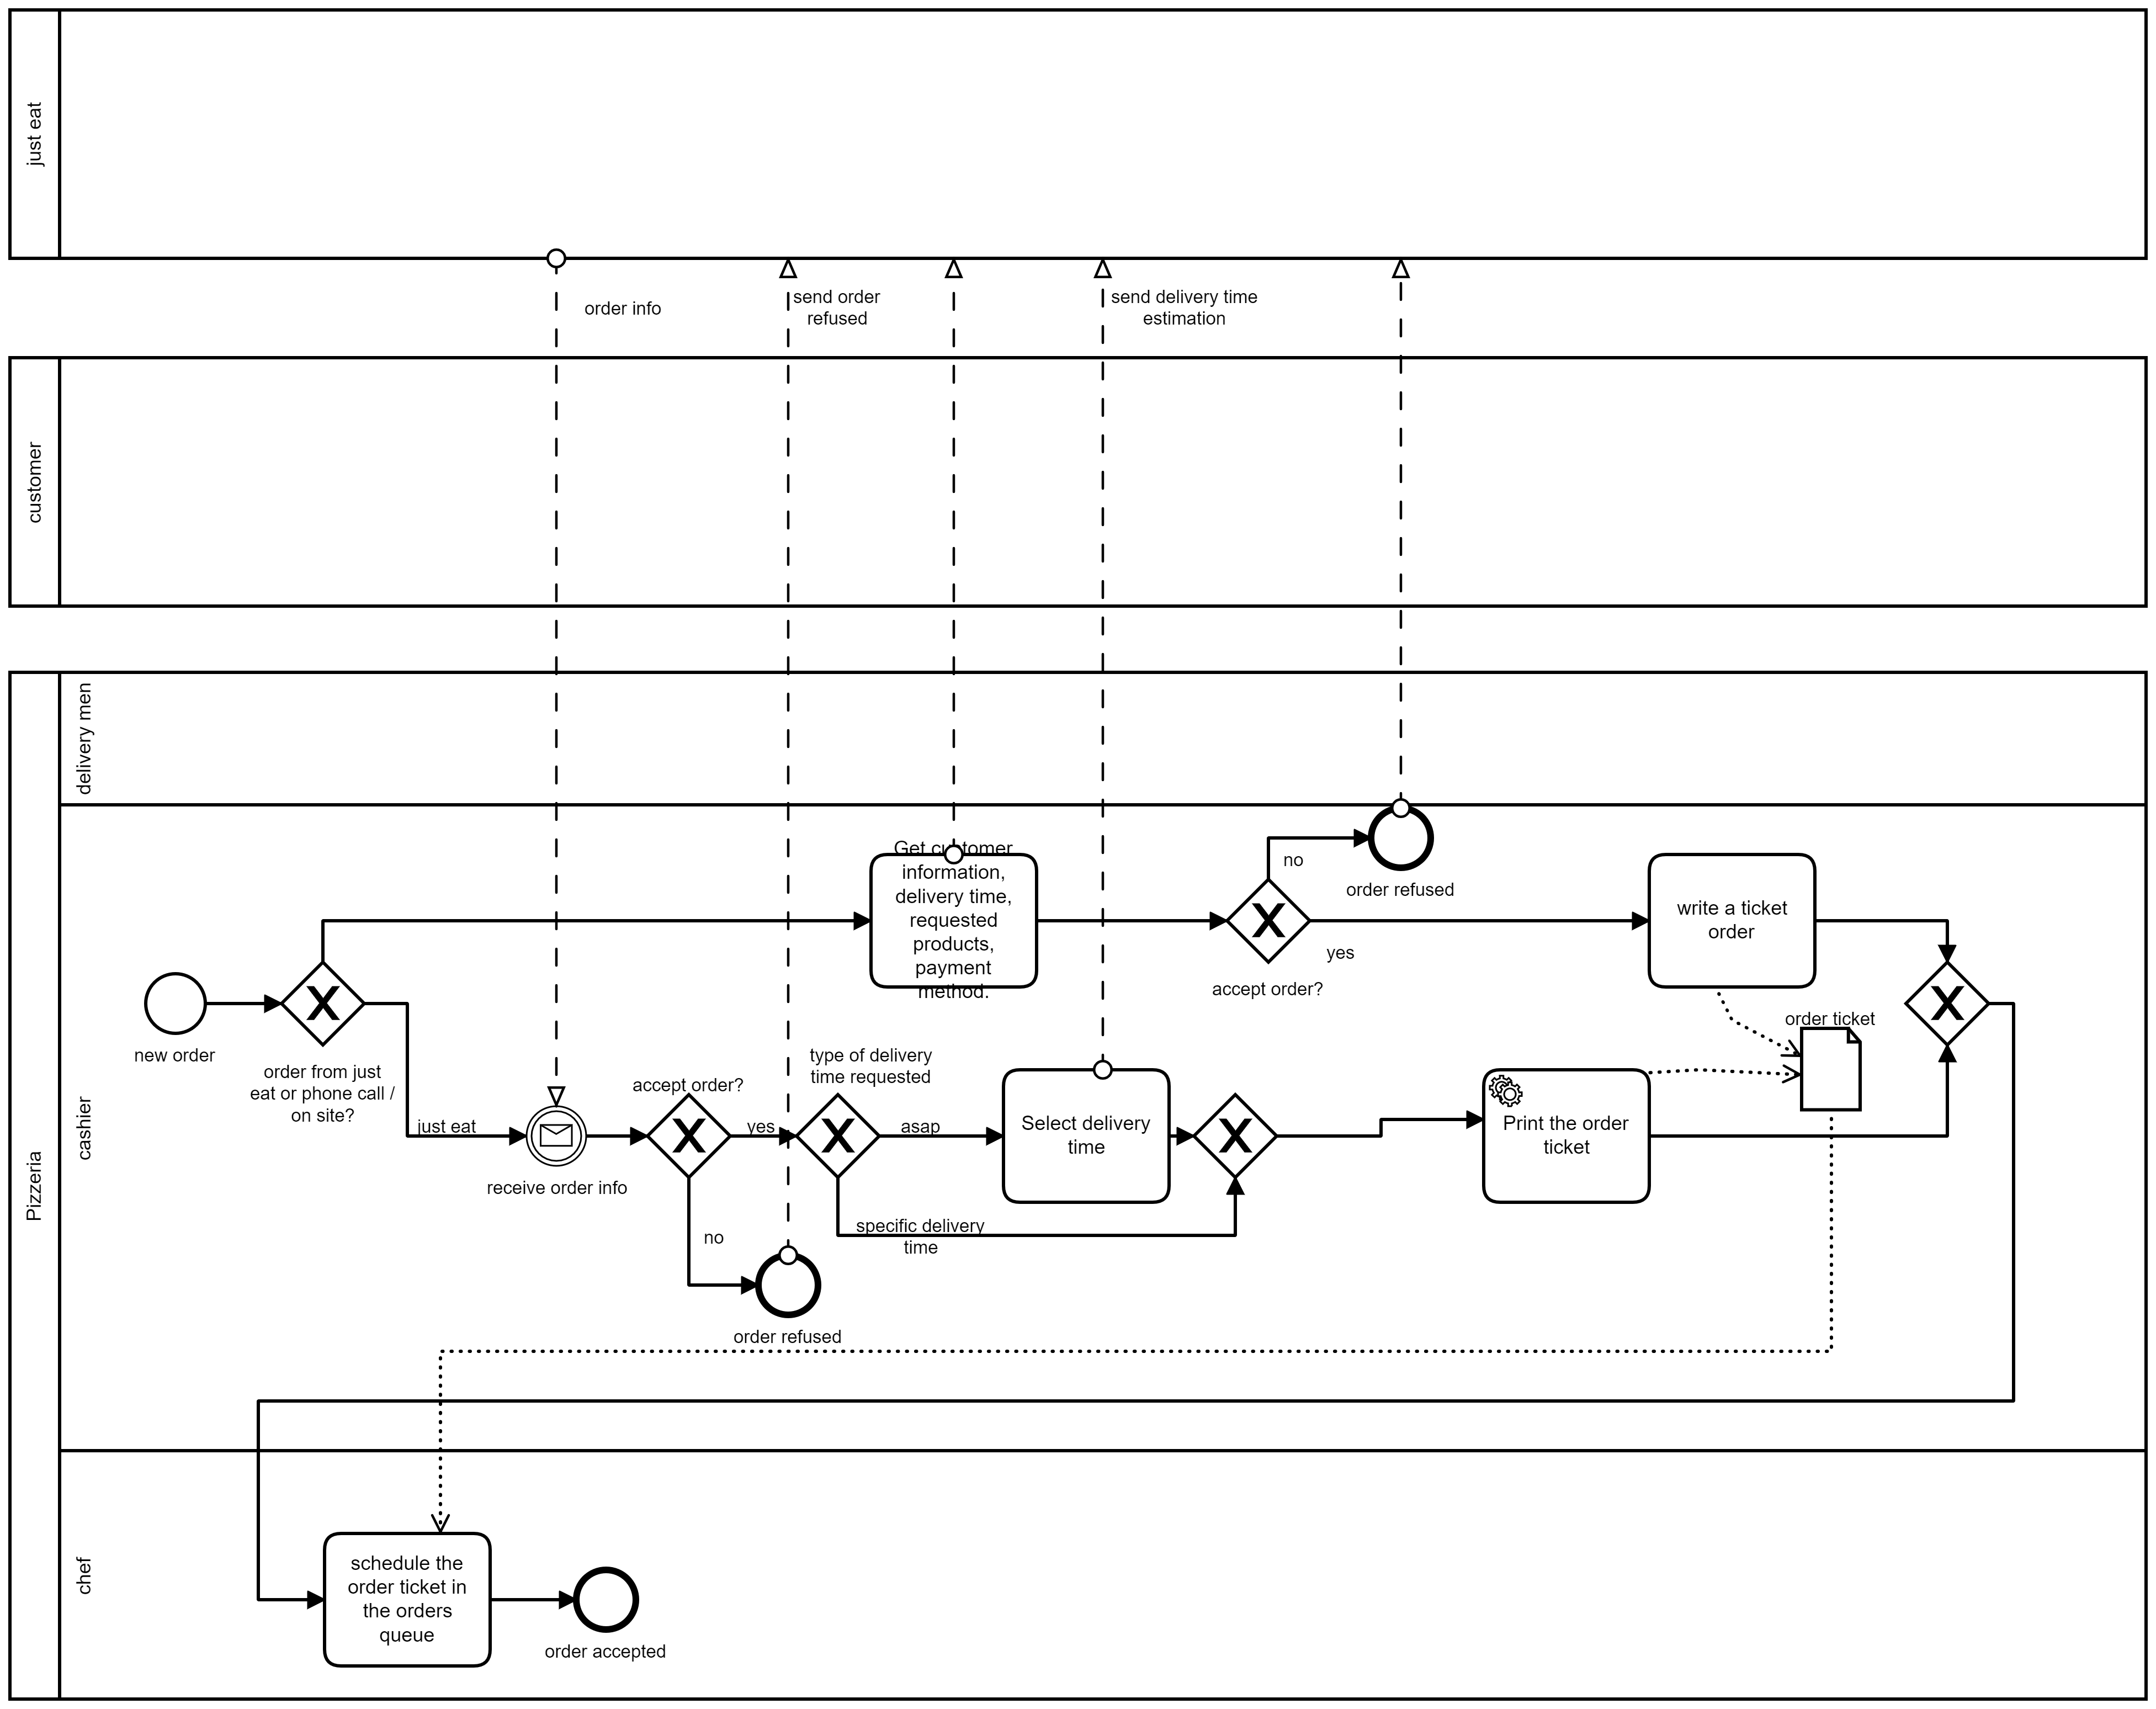 just eat
order info
send order
refused
send delivery time
estimation
customer
Pizzeria
delivery men
cashier
Get customer
information,
delivery time,
requested
products,
payment
method.
no
order refused
yes
accept order?
write a ticket
order
new order
order from just
eat or phone call /
on site?
just eat
receive order info
accept order?
yes
no
order refused
type of delivery
time requested
asap
specific delivery
time
Select delivery
time
Print the order
ticket
order ticket
chef
schedule the
order ticket in
the orders
queue
order accepted